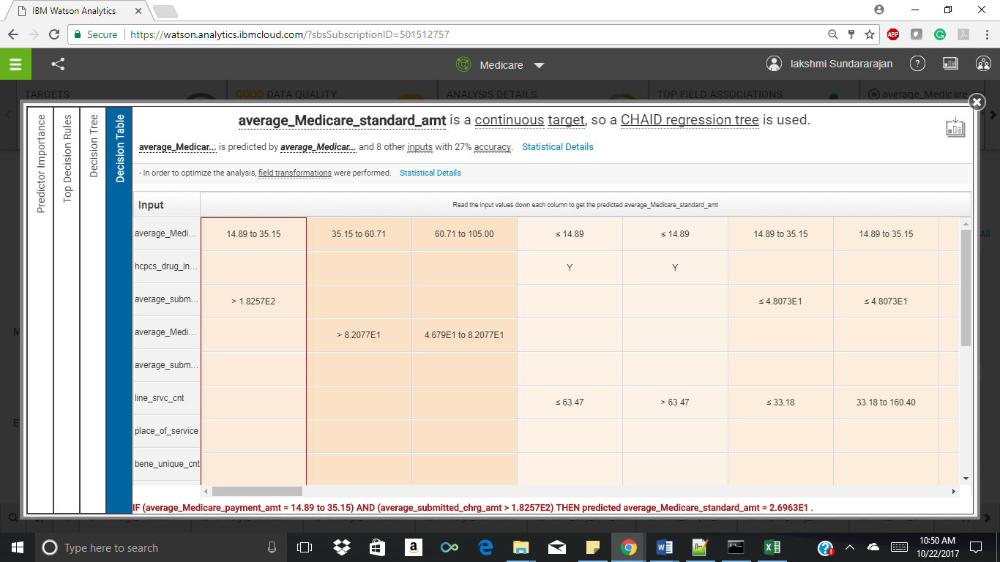 IBM Watson Analytics
Secure https://watson.analytics.ibmcloud.com/?sbsSubscriptionID=501512757
ABP
Medicare
lakshmi Sundararajan
?
TARGETS GOOD DATA QUALITY ANALYSIS DETAILS TOP FIELD ASSOCIATIONS average_Medicare_
Predictor Importance
Top Decision Rules
Decision Tree
Decision Table
average_Medicare_standard_amt is a continuous target, so a CHAID regression tree is used.
average_Medicar... is predicted by average_Medicar... and 8 other inputs with 27% accuracy. Statistical Details
- In order to optimize the analysis, field transformations were performed. Statistical Details
Input Read the input values down each column to get the predicted average_Medicare_standard_amt
average_Medi... 14.89 to 35.15 35.15 to 60.71 60.71 to 105.00 ≤ 14.89 ≤ 14.89 14.89 to 35.15 14.89 to 35.15
All
hcpcs_drug_in... Y Y
average_subm... > 1.8257E2 ≤ 4.8073E1 ≤ 4.8073E1
average_Medi... > 8.2077E1 4.679E1 to 8.2077E1
average_subm...
line_srvc_cnt ≤ 63.47 > 63.47 ≤ 33.18 33.18 to 160.40
place_of_service
bene_unique_cnt
IF (average_Medicare_payment_amt = 14.89 to 35.15) AND (average_submitted_chrg_amt > 1.8257E2) THEN predicted average_Medicare_standard_amt = 2.6963E1 .
Type here to search
10:50 AM
10/22/2017